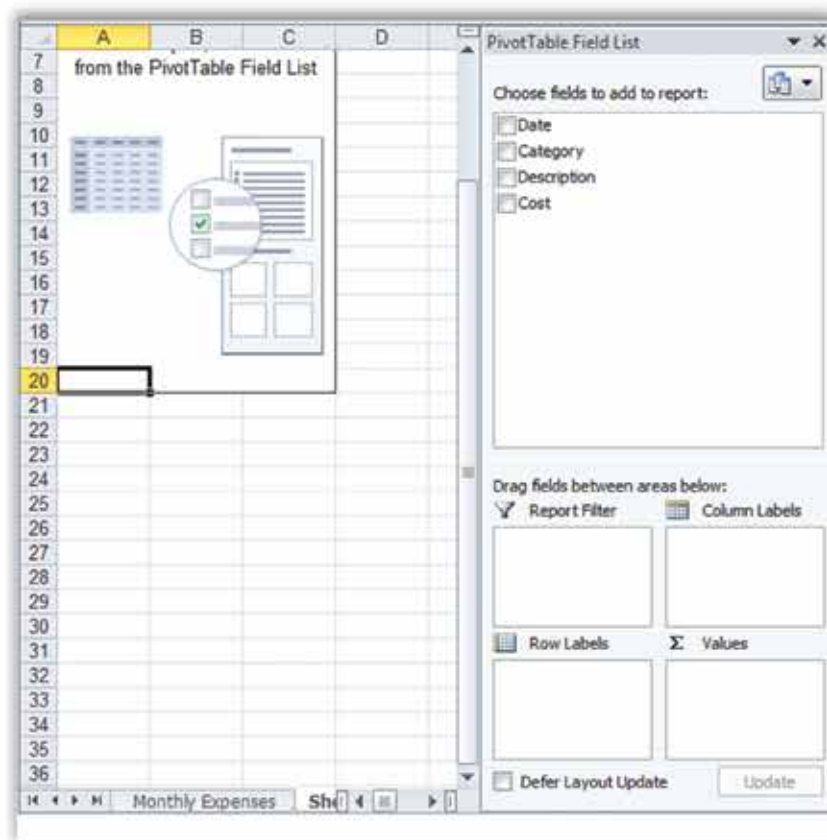 A B C D
PivotTable Field List
7
from the PivotTable Field List
8
Choose fields to add to report:
9
10
Date
11
Category
12
Description
13
Cost
14
15
16
17
18
19
20
21
22
23
24
Drag fields between areas below:
25
Report Filter
Column Labels
26
27
28
29
30
31
Row Labels
Σ Values
32
33
34
35
36
Defer Layout Update
Update
Monthly Expenses